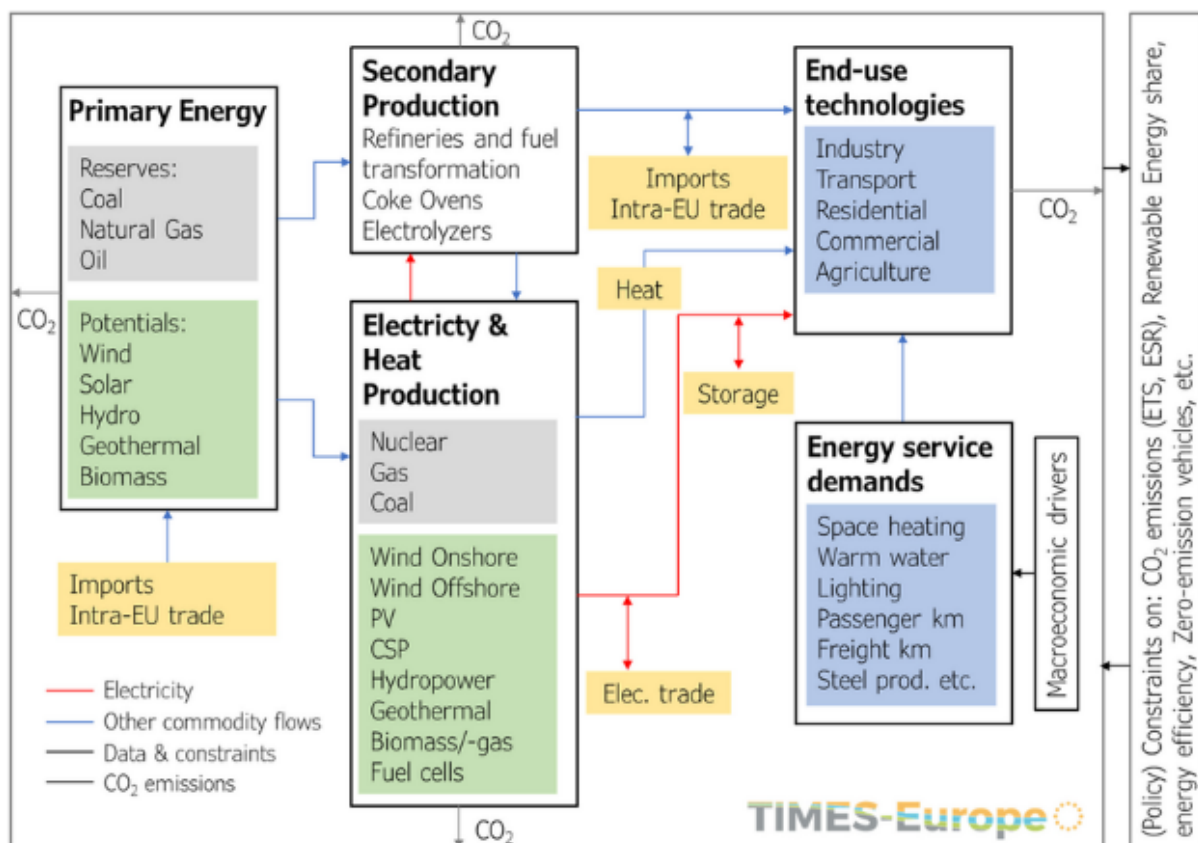 CO2
Primary Energy
Reserves:
Coal
Natural Gas
Oil
Potentials:
Wind
Solar
Hydro
Geothermal
Biomass
CO2
Imports
Intra-EU trade
Secondary
Production
Refineries and fuel
transformation
Coke Ovens
Electrolyzers
Electricty &
Heat
Production
Nuclear
Gas
Coal
Wind Onshore
Wind Offshore
PV
CSP
Hydropower
Geothermal
Biomass/-gas
Fuel cells
CO2
Imports
Intra-EU trade
Heat
Storage
Elec. trade
End-use
technologies
Industry
Transport
Residential
Commercial
Agriculture
CO2
Energy service
demands
Space heating
Warm water
Lighting
Passenger km
Freight km
Steel prod. etc.
Macroeconomic drivers
(Policy) Constraints on: CO2 emissions (ETS, ESR), Renewable Energy share,
energy efficiency, Zero-emission vehicles, etc.
Electricity
Other commodity flows
Data & constraints
CO2 emissions
TIMES-Europe